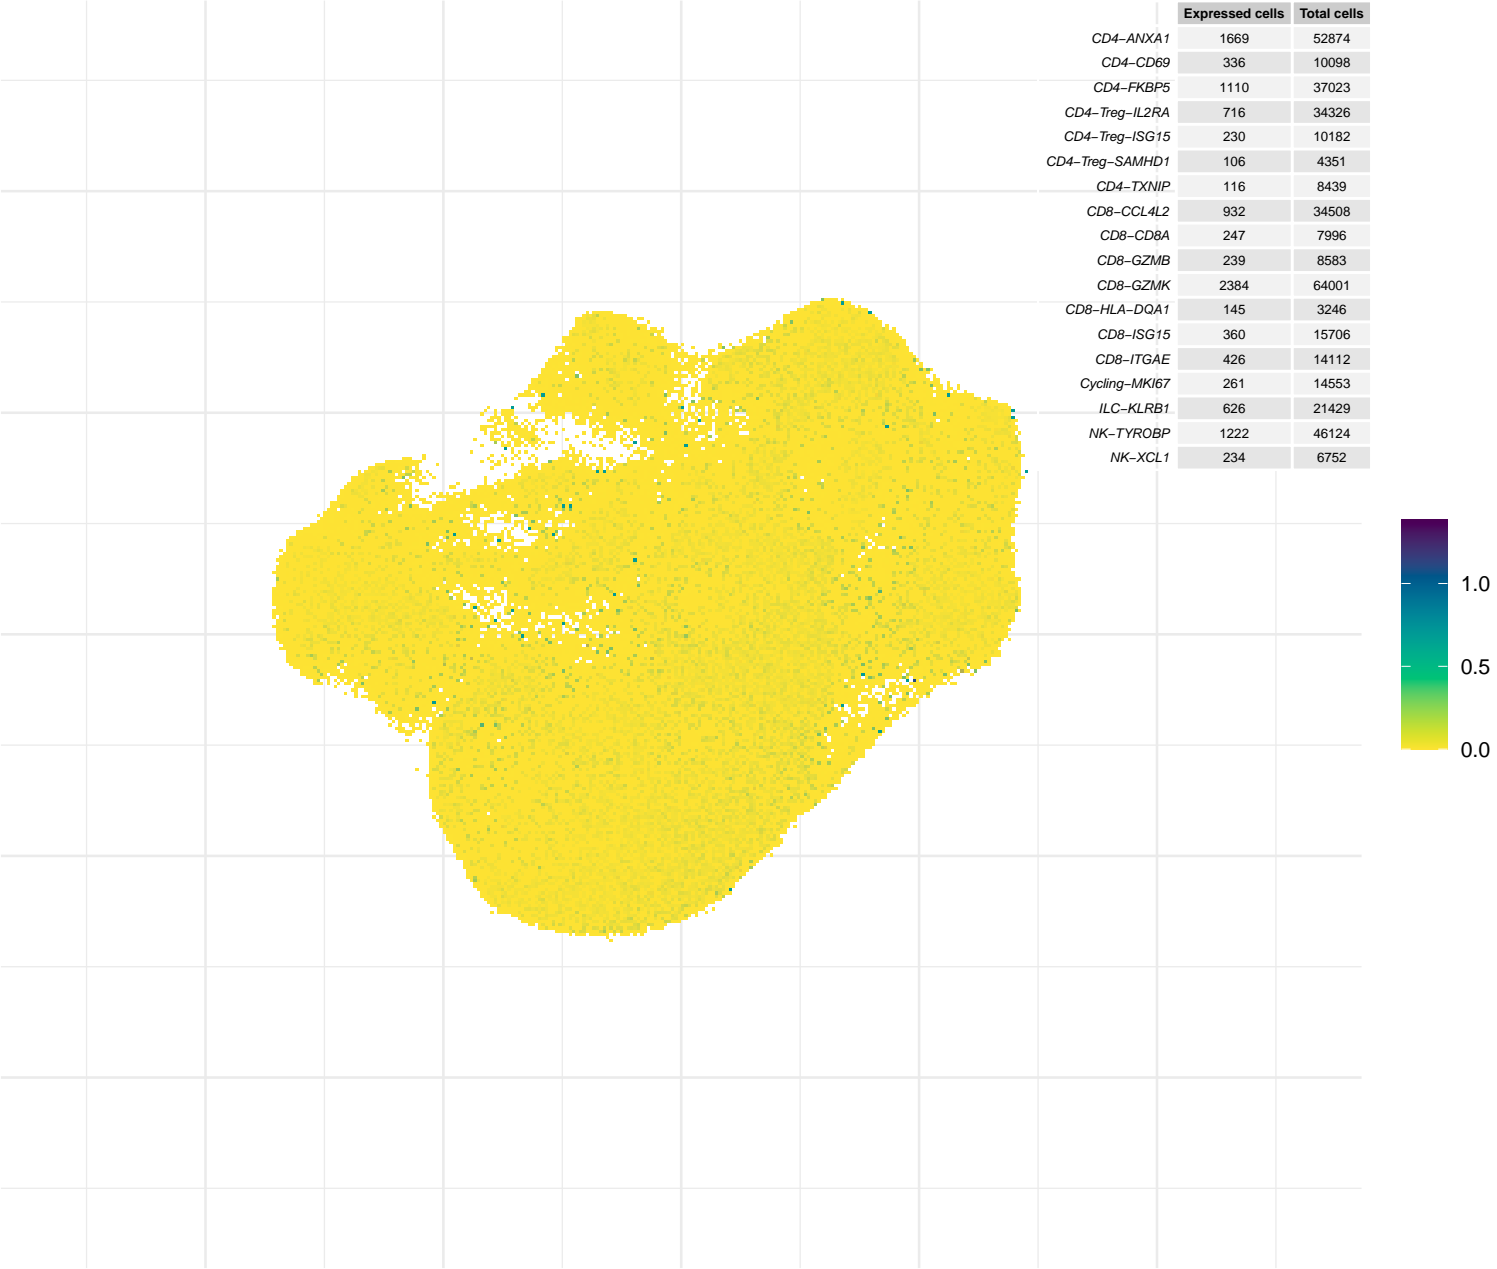 Expressed cells Total cells
CD4−ANXA1 1669 52874
CD4−CD69 336 10098
CD4−FKBP5 1110 37023
CD4−Treg−IL2RA 716 34326
CD4−Treg−ISG15 230 10182
CD4−Treg−SAMHD1 106 4351
CD4−TXNIP 116 8439
CD8−CCL4L2 932 34508
CD8−CD8A 247 7996
CD8−GZMB 239 8583
CD8−GZMK 2384 64001
CD8−HLA−DQA1 145 3246
CD8−ISG15 360 15706
CD8−ITGAE 426 14112
Cycling−MKI67 261 14553
ILC−KLRB1 626 21429
NK−TYROBP 1222 46124
NK−XCL1 234 6752
1.0
0.5
0.0